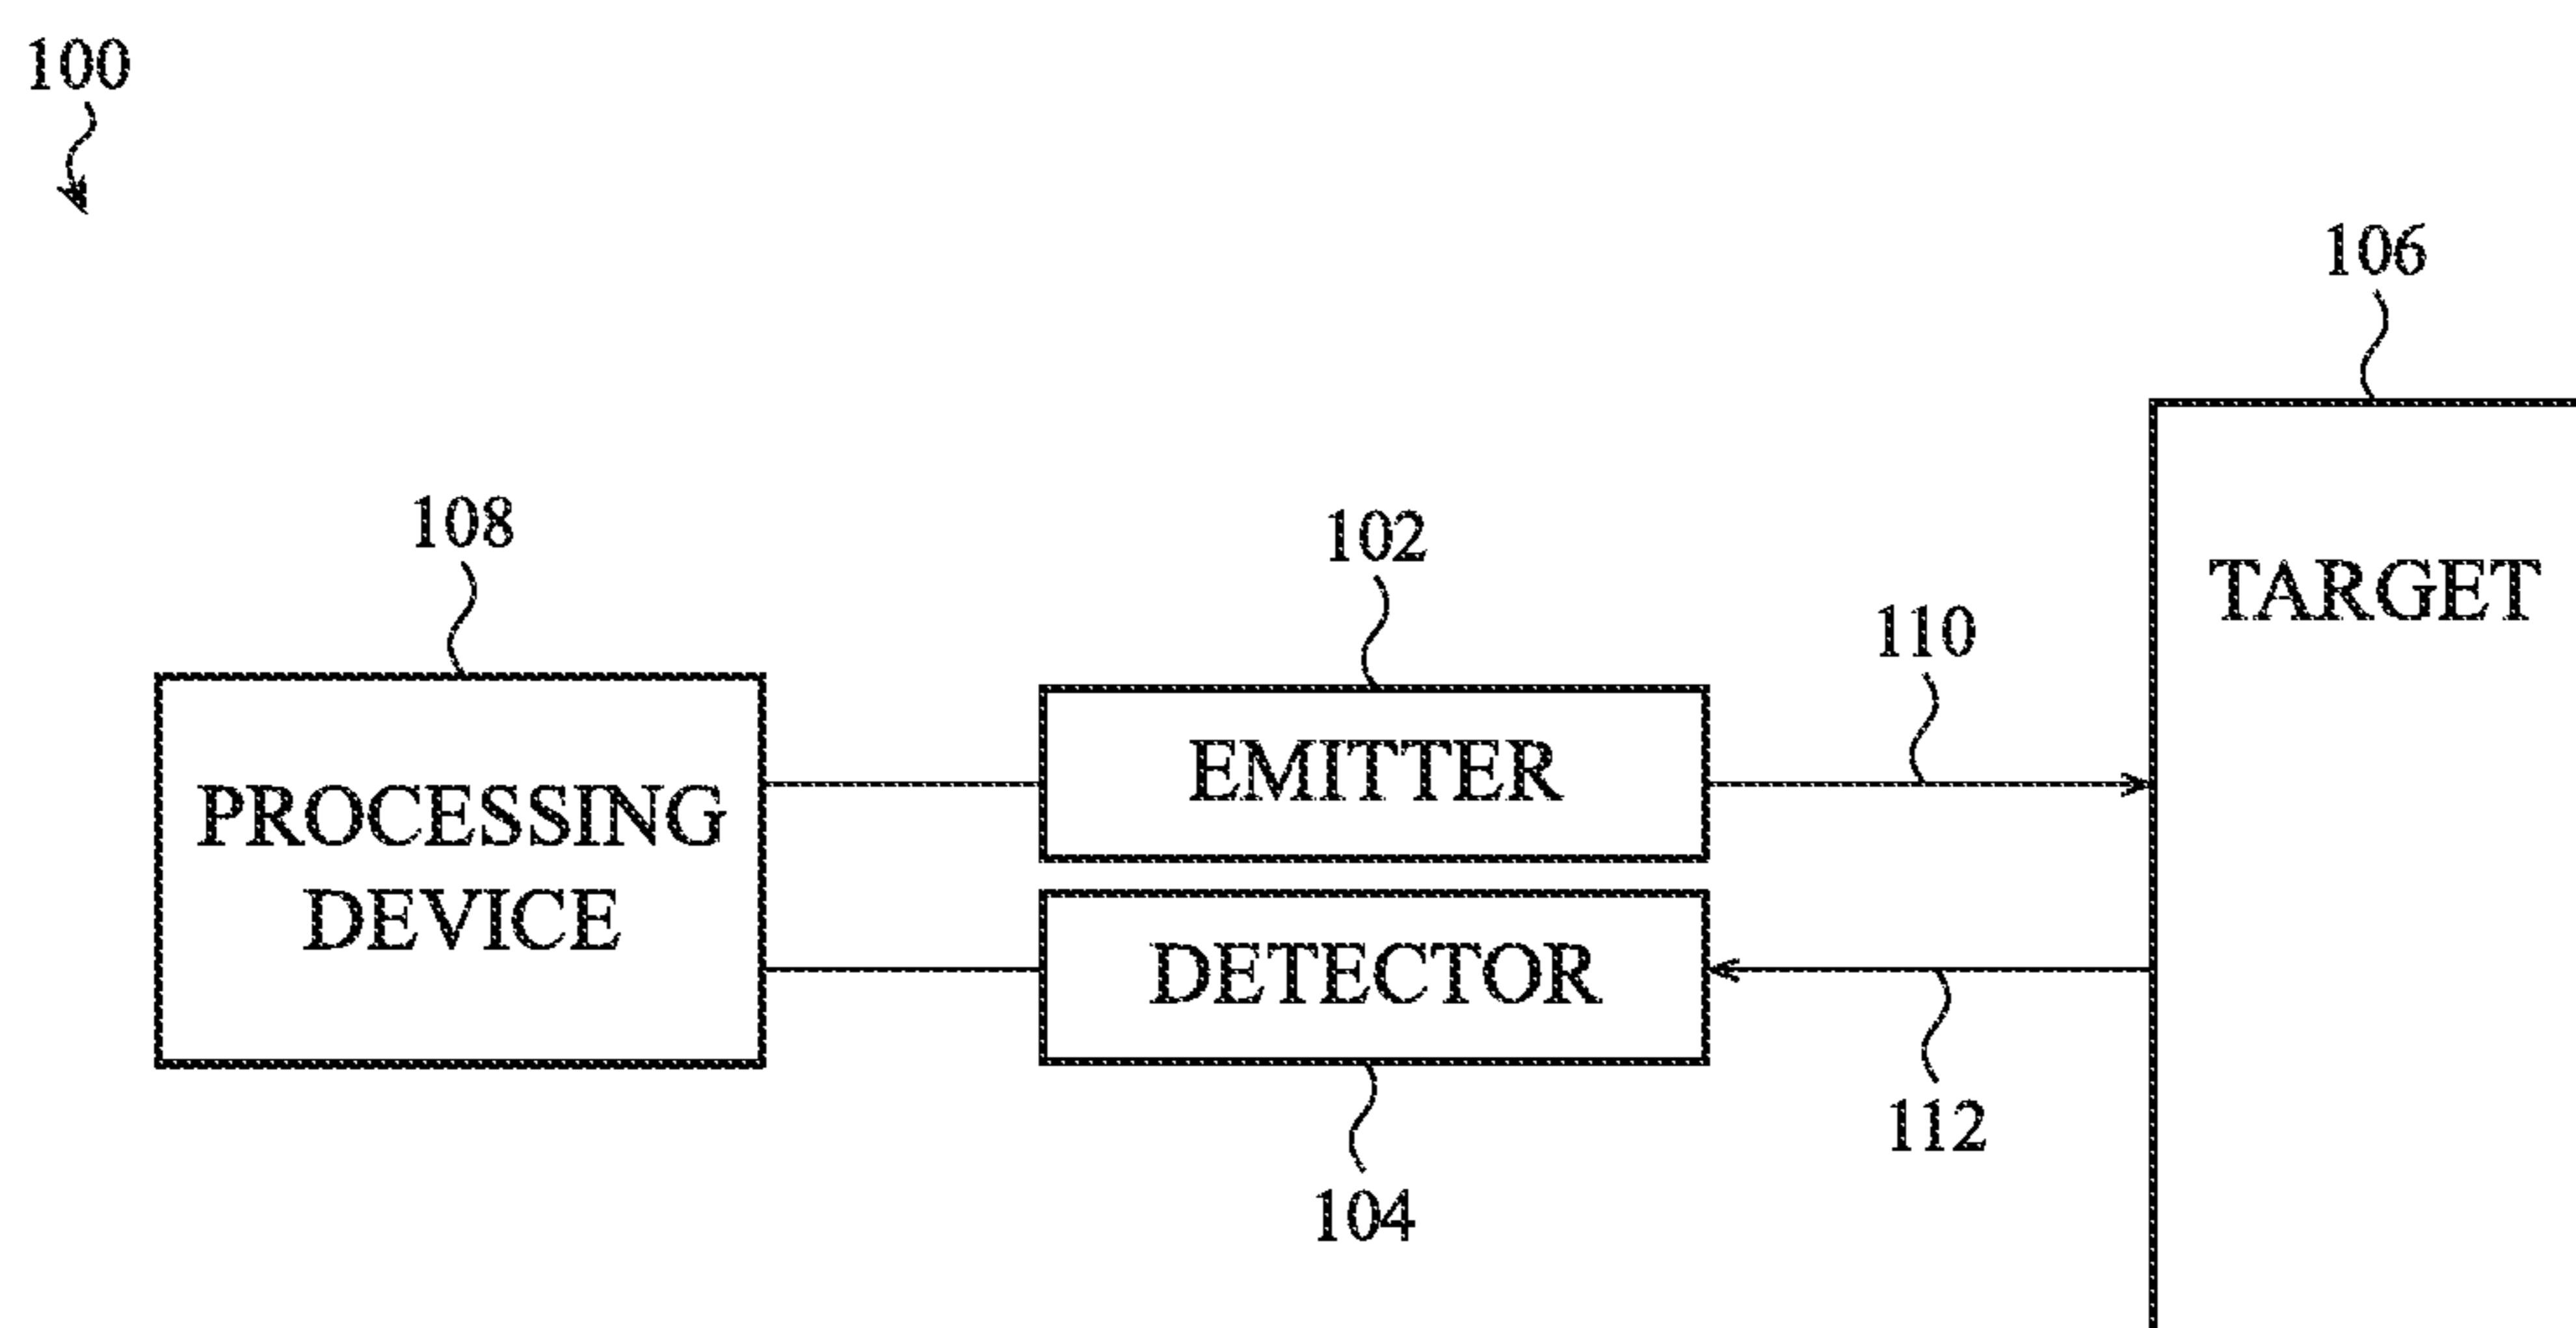 100
106
108
102
110
TARGET
EMITTER
PROCESSING
DEVICE
DETECTOR
112
104